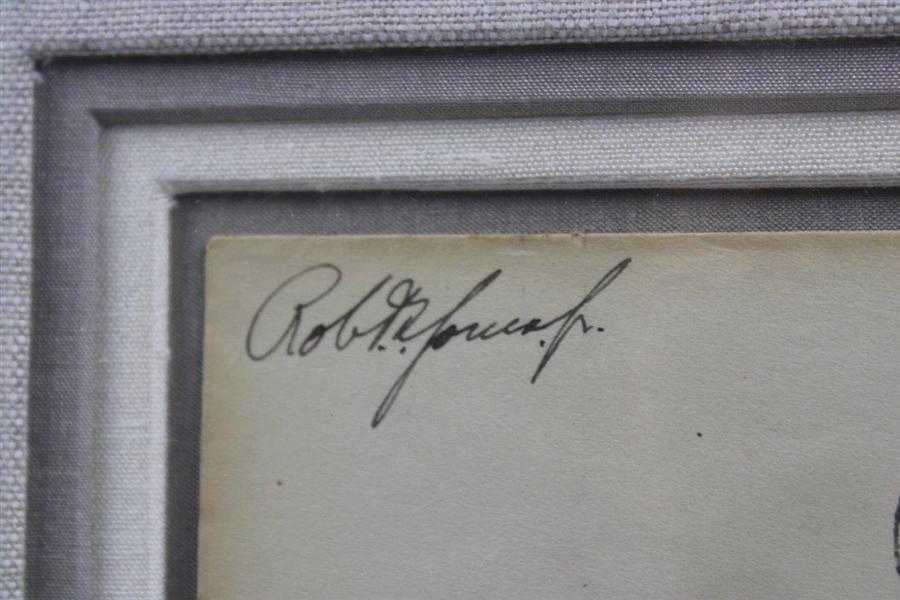 Robt. T. Jones, Jr.